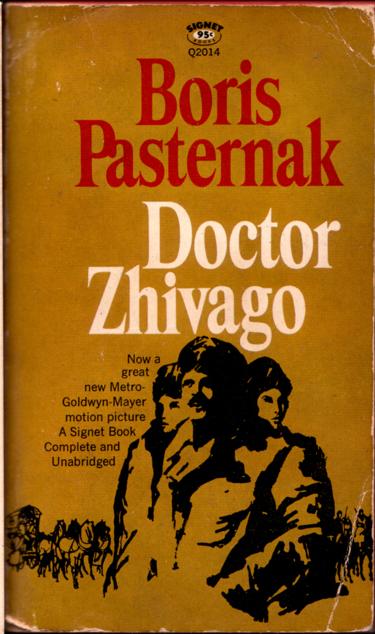 SIGNET
95¢
BOOKS
Q2014
Boris
Pasternak
Doctor
Zhivago
Now a
great
new Metro-
Goldwyn-Mayer
motion picture
A Signet Book
Complete and
Unabridged